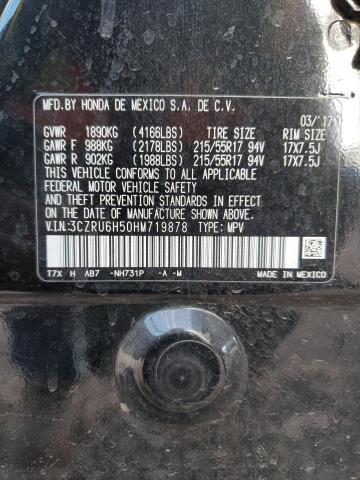 MFD.BY HONDA DE MEXICO S.A. DE C.V.
03/17
GVWR 1890KG (4166LBS) TIRE SIZE RIM SIZE
GAWR F 988KG (2178LBS) 215/55R17 94V 17X7.5J
GAWR R 902KG (1988LBS) 215/55R17 94V 17X7.5J
THIS VEHICLE CONFORMS TO ALL APPLICABLE
FEDERAL MOTOR VEHICLE SAFETY, BUMPER,
AND THEFT PREVENTION STANDARDS IN EFFECT
ON THE DATE OF MANUFACTURE SHOWN ABOVE.
V.I.N:3CZRU6H50HM719878 TYPE: MPV
T7X H AB7 -NH731P -A -M MADE IN MEXICO